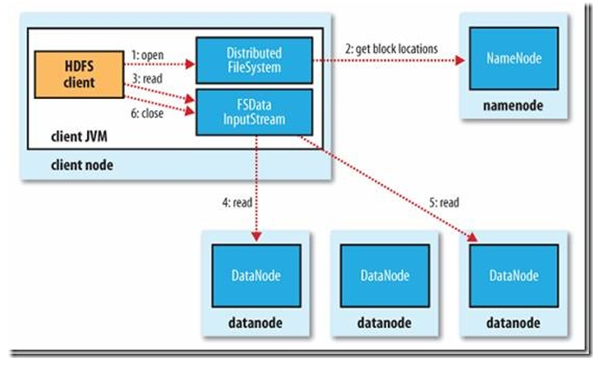 HDFS
client
1: open
3: read
6: close
Distributed
FileSystem
FSData
InputStream
client JVM
client node
2: get block locations
NameNode
namenode
4: read
5: read
DataNode
datanode
DataNode
datanode
DataNode
datanode